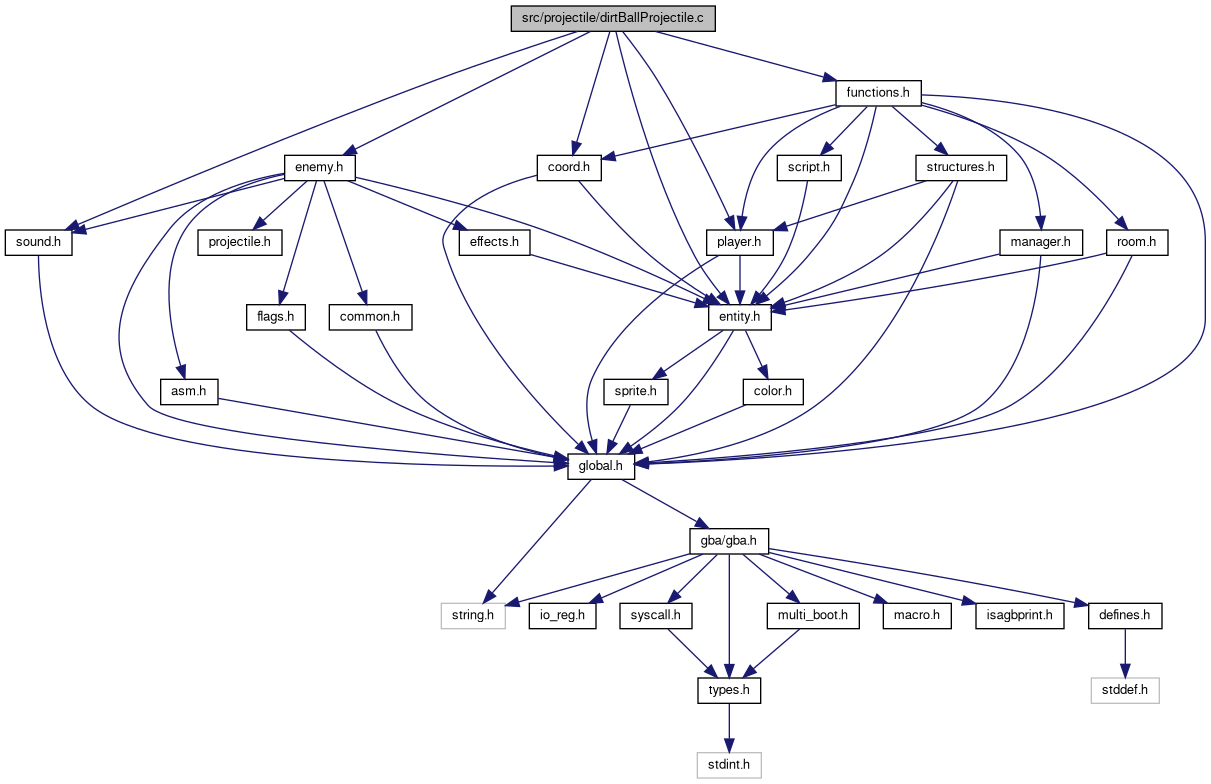 src/projectile/dirtBallProjectile.c
functions.h
enemy.h
coord.h
script.h
structures.h
sound.h
projectile.h
effects.h
player.h
manager.h
room.h
flags.h
common.h
entity.h
asm.h
sprite.h
color.h
global.h
gba/gba.h
string.h
io_reg.h
syscall.h
multi_boot.h
macro.h
isagbprint.h
defines.h
types.h
stddef.h
stdint.h